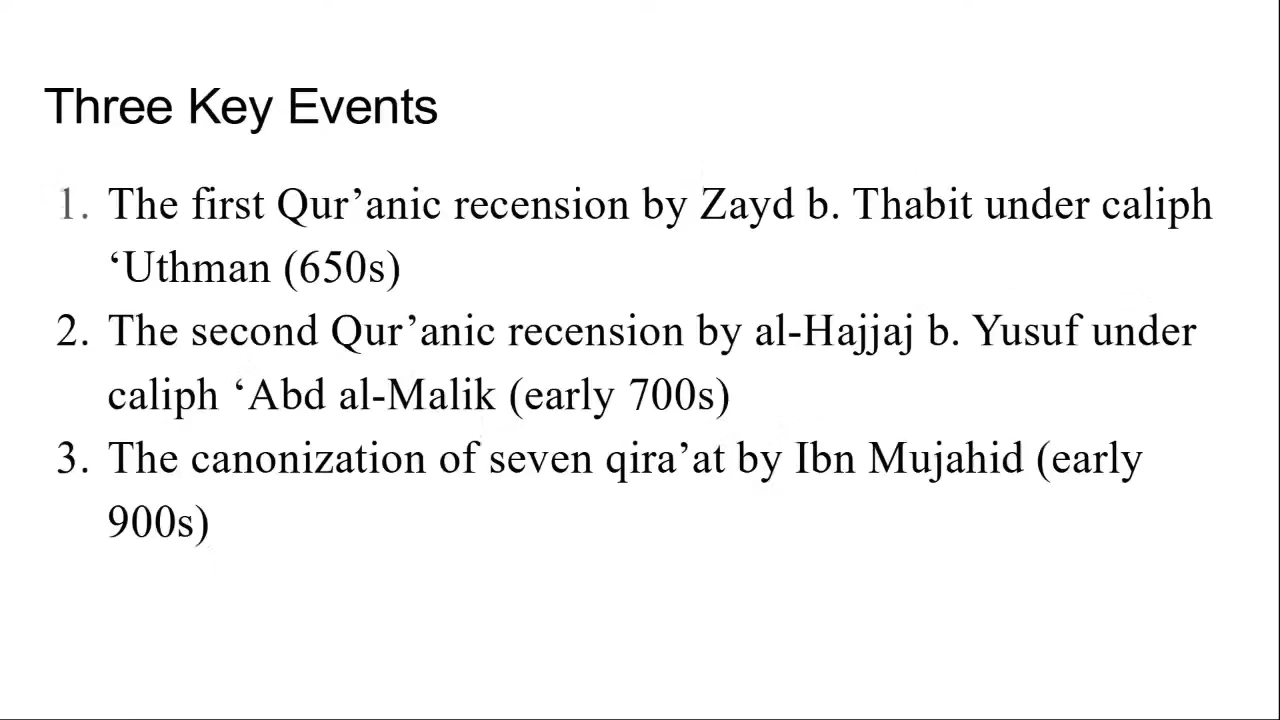 Three Key Events
1. The first Qur’anic recension by Zayd b. Thabit under caliph
‘Uthman (650s)
2. The second Qur’anic recension by al-Hajjaj b. Yusuf under
caliph ‘Abd al-Malik (early 700s)
3. The canonization of seven qira’at by Ibn Mujahid (early
900s)